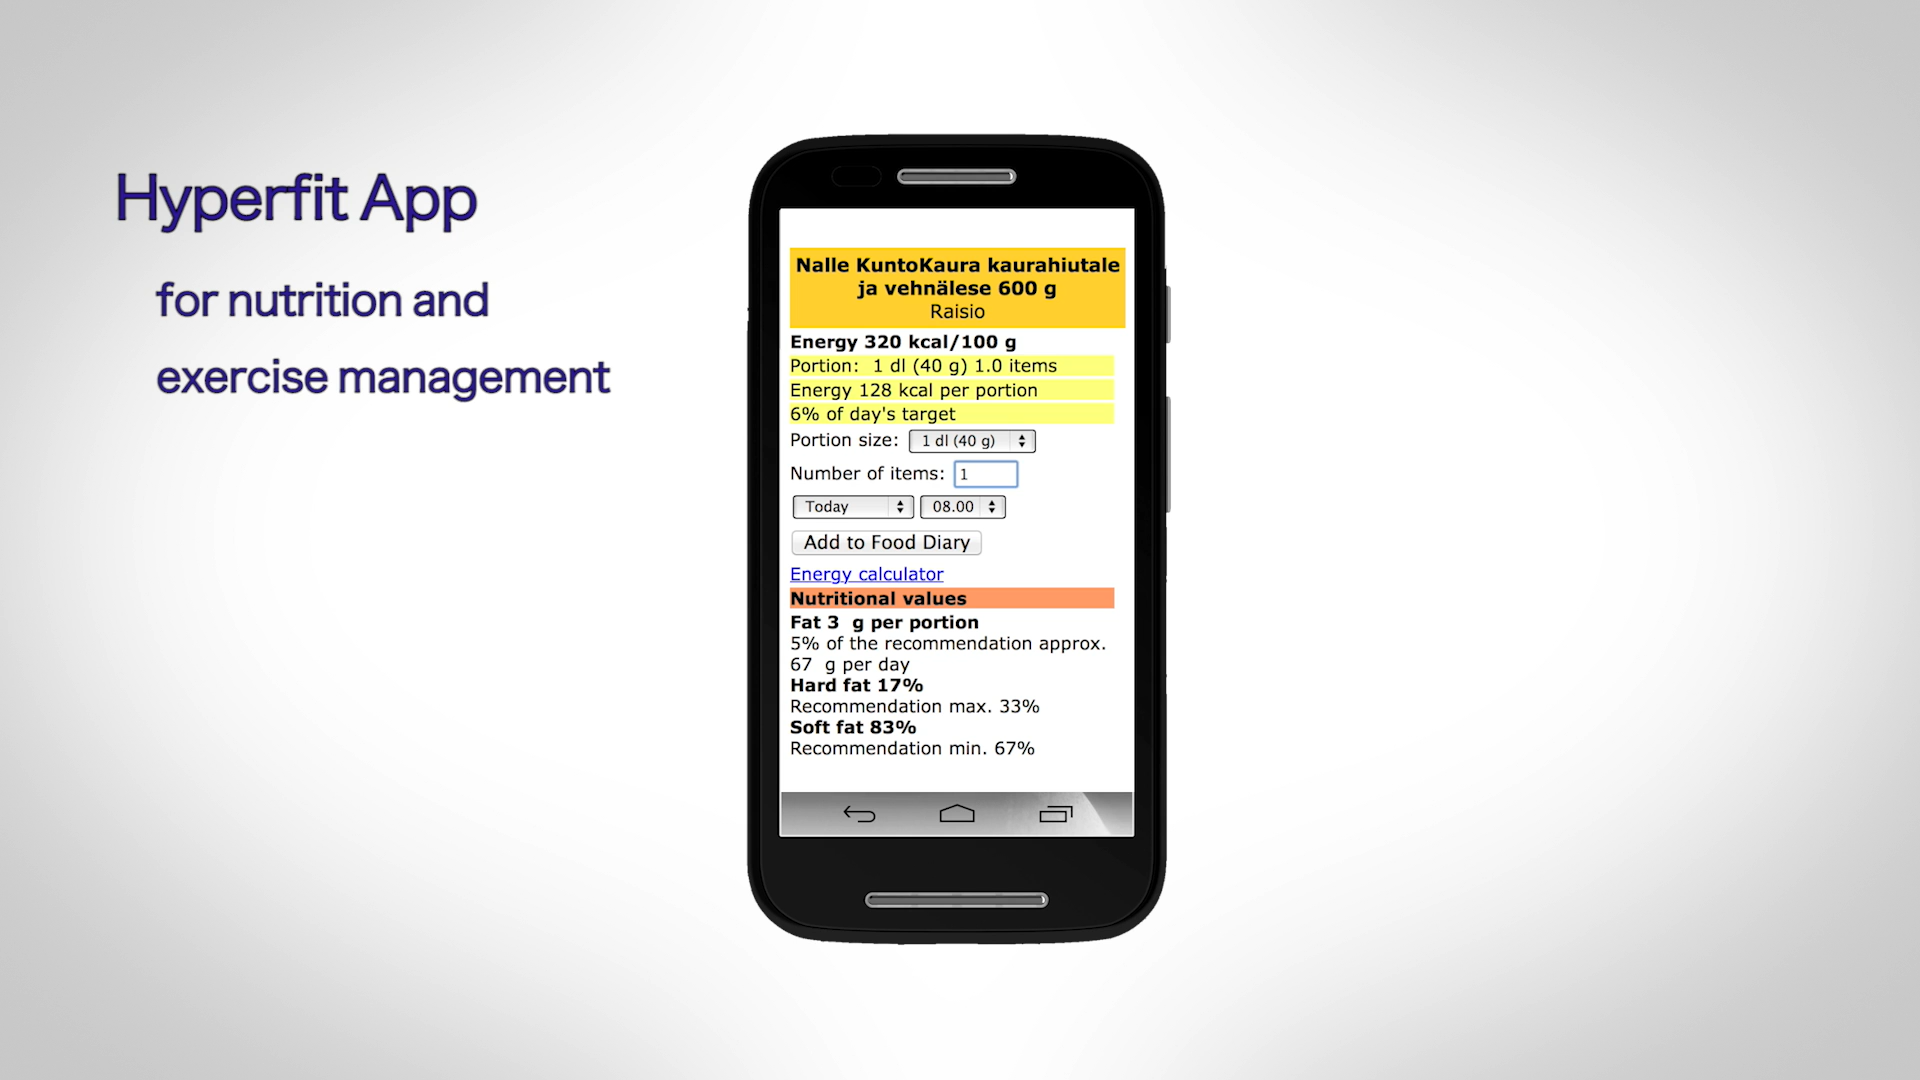 Hyperfit App
for nutrition and
exercise management
Nalle KuntoKaura kaurahiutale
ja vehnälese 600 g
Raisio
Energy 320 kcal/100 g
Portion: 1 dl (40 g) 1.0 items
Energy 128 kcal per portion
6% of day's target
Portion size: 1 dl (40 g)
Number of items: 1
Today 08.00
Add to Food Diary
Energy calculator
Nutritional values
Fat 3 g per portion
5% of the recommendation approx.
67 g per day
Hard fat 17%
Recommendation max. 33%
Soft fat 83%
Recommendation min. 67%